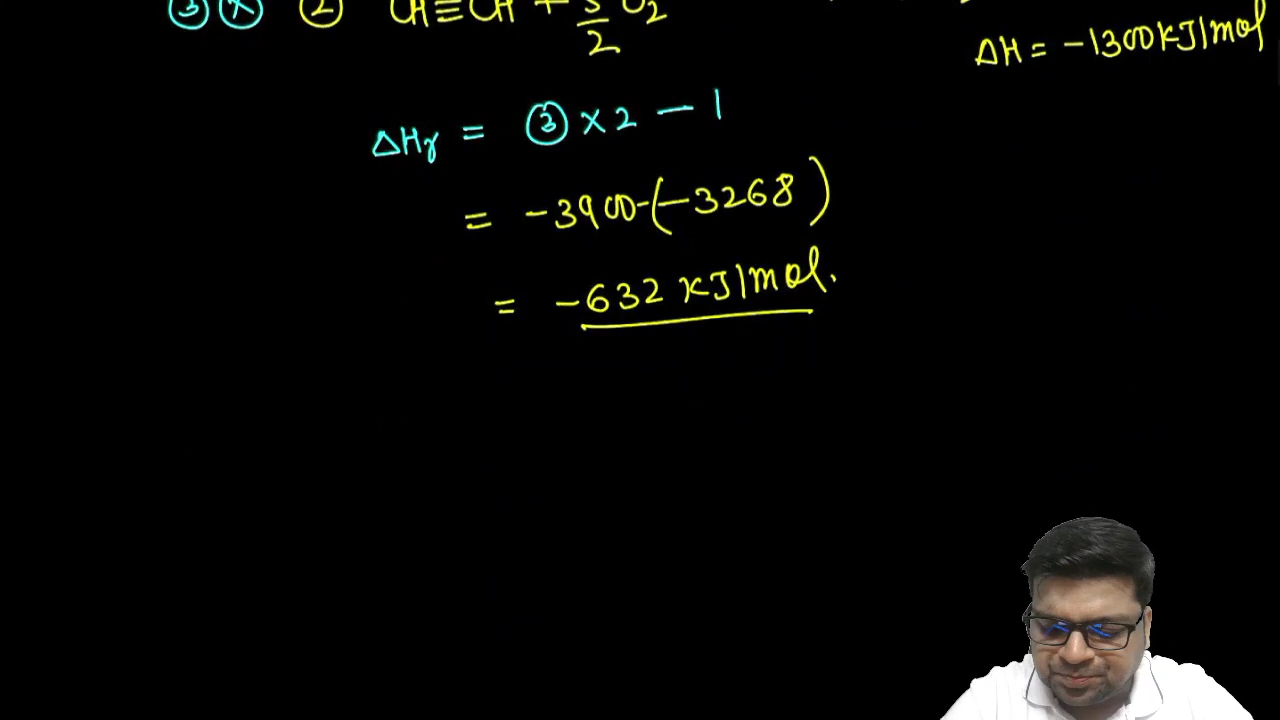 ③ ⓧ ② CH≡CH + 5/2 O2
ΔH = -1300 kJ/mol
ΔHr = ③ × 2 - 1
= -3900-(-3268)
= -632 kJ/mol.